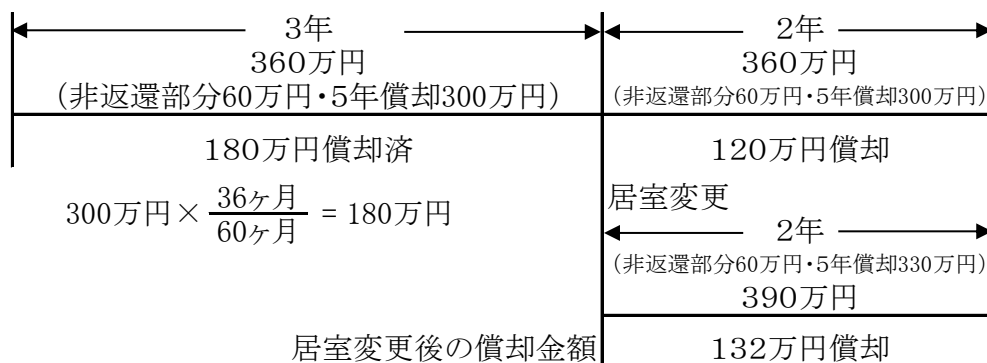 3年
360万円
（非返還部分60万円・5年償却300万円）
180万円償却済
300万円× 36ヶ月 / 60ヶ月 = 180万円
2年
360万円
（非返還部分60万円・5年償却300万円）
120万円償却
居室変更
2年
（非返還部分60万円・5年償却330万円）
390万円
居室変更後の償却金額
132万円償却